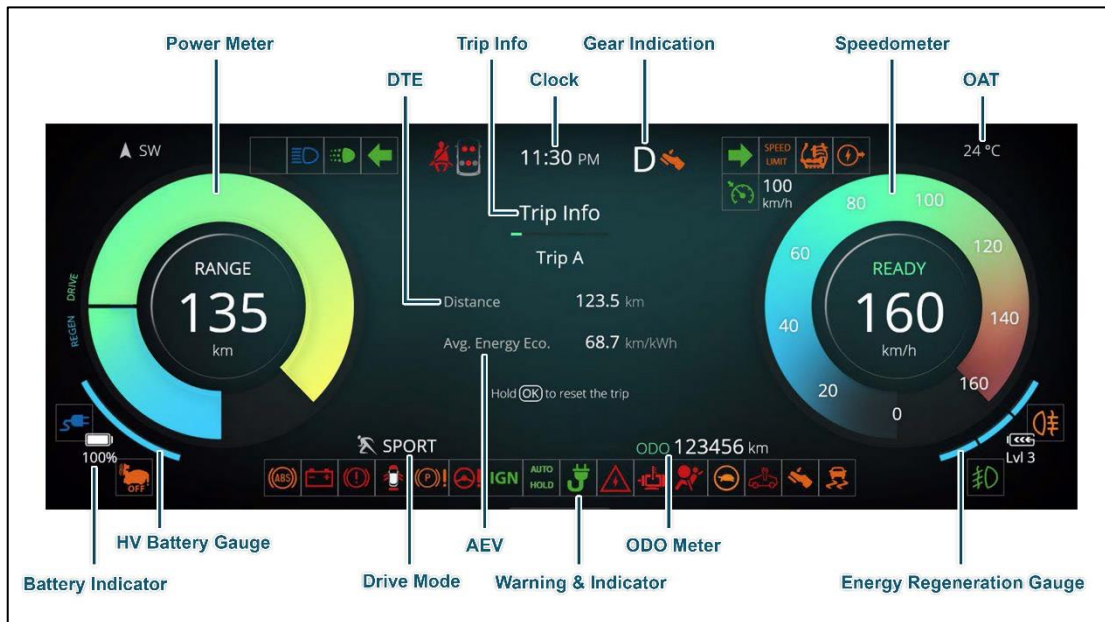 Power Meter
Trip Info
Gear Indication
Speedometer
DTE
Clock
OAT
SW
11:30 PM
D
SPEED
LIMIT
24 °C
100
km/h
Trip Info
Trip A
RANGE
135
km
DRIVE
REGEN
Distance 123.5 km
Avg. Energy Eco. 68.7 km/kWh
Hold OK to reset the trip
READY
160
km/h
0
20
40
60
80
100
120
140
160
100%
OFF
SPORT
ODO 123456 km
Lvl 3
ABS
P
IGN
AUTO
HOLD
HV Battery Gauge
AEV
ODO Meter
Battery Indicator
Drive Mode
Warning & Indicator
Energy Regeneration Gauge